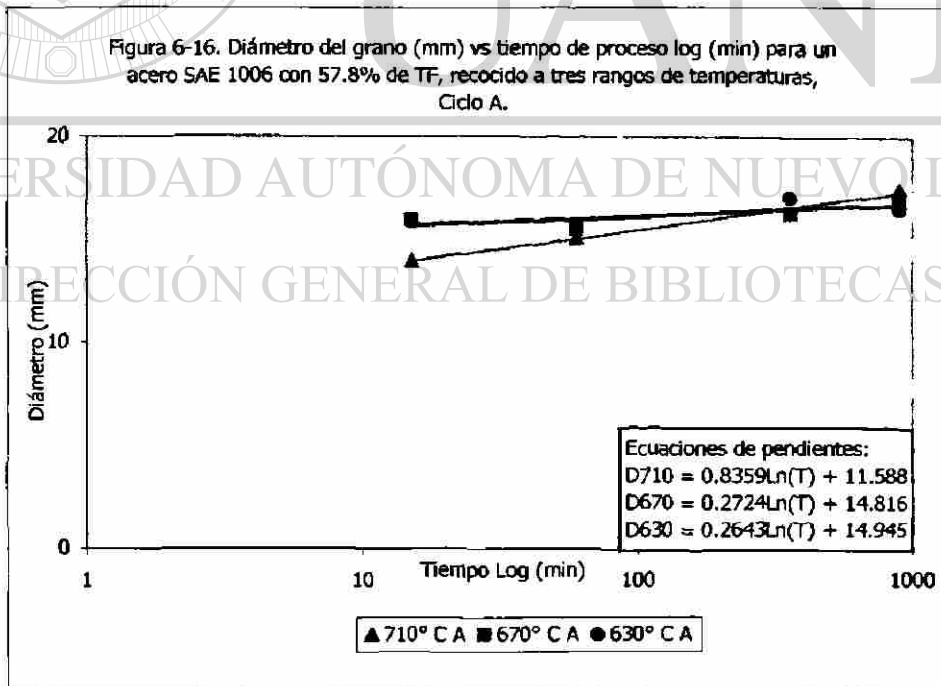 Figura 6-16. Diámetro del grano (mm) vs tiempo de proceso log (min) para un
acero SAE 1006 con 57.8% de TF, recocido a tres rangos de temperaturas,
Ciclo A.
ERSIDAD AUTÓNOMA DE NUEVO L
DIRECCIÓN GENERAL DE BIBLIOTECAS
Diámetro (mm)
20
10
0
Ecuaciones de pendientes:
D710 = 0.8359Ln(T) + 11.588
D670 = 0.2724Ln(T) + 14.816
D630 = 0.2643Ln(T) + 14.945
1 10 100 1000
Tiempo Log (min)
710° C A 670° C A 630° C A